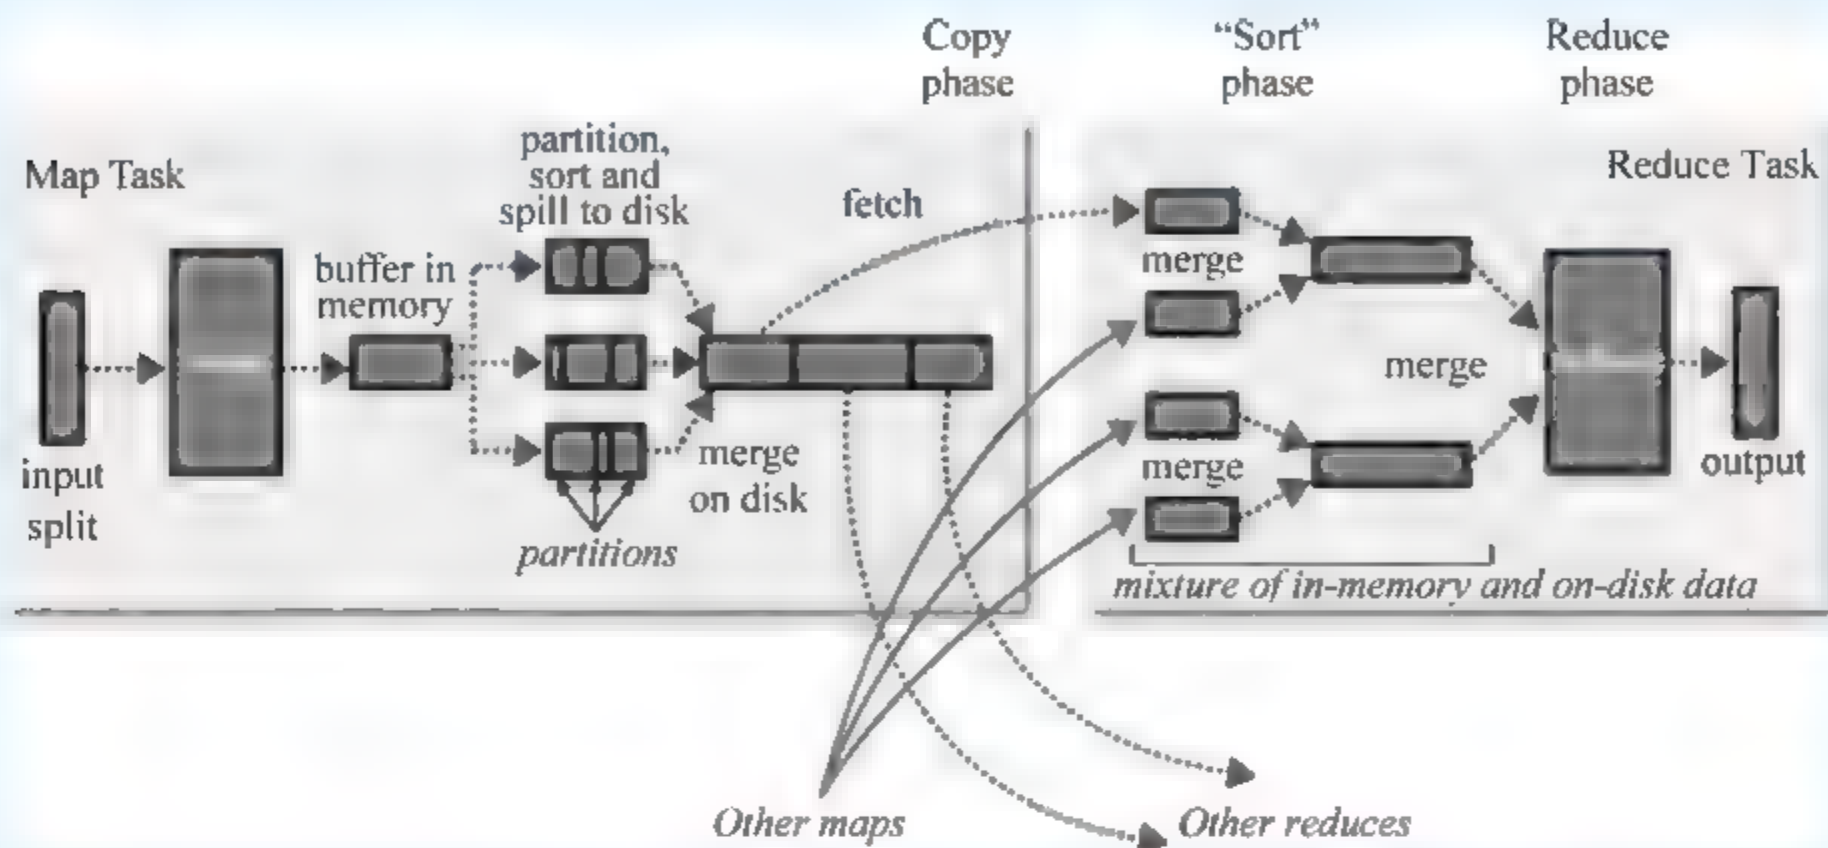 Copy
phase
“Sort”
phase
Reduce
phase
Map Task
partition,
sort and
spill to disk
fetch
Reduce Task
buffer in
memory
merge
merge
input
split
merge
on disk
partitions
merge
output
mixture of in-memory and on-disk data
Other maps
Other reduces